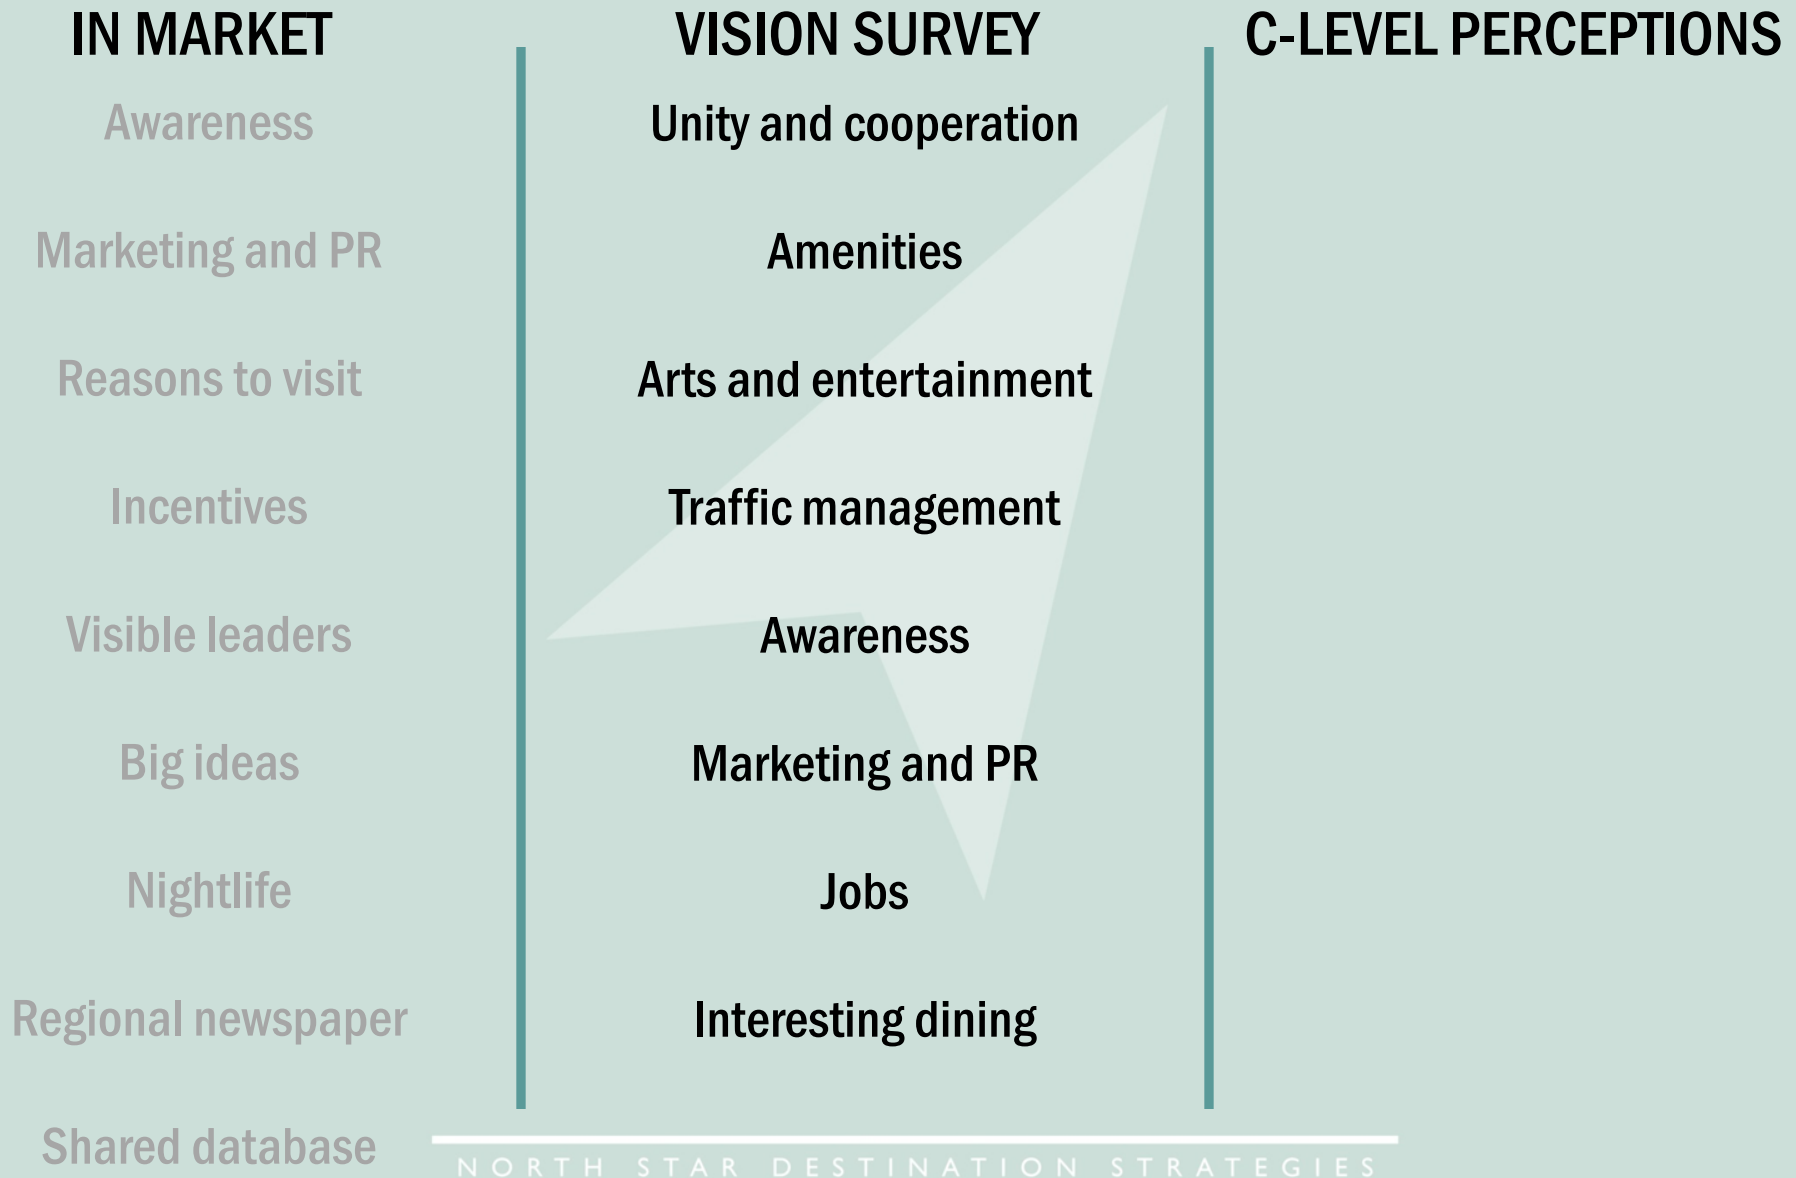 IN MARKET
Awareness
Marketing and PR
Reasons to visit
Incentives
Visible leaders
Big ideas
Nightlife
Regional newspaper
Shared database
VISION SURVEY
Unity and cooperation
Amenities
Arts and entertainment
Traffic management
Awareness
Marketing and PR
Jobs
Interesting dining
C-LEVEL PERCEPTIONS
NORTH STAR DESTINATION STRATEGIES